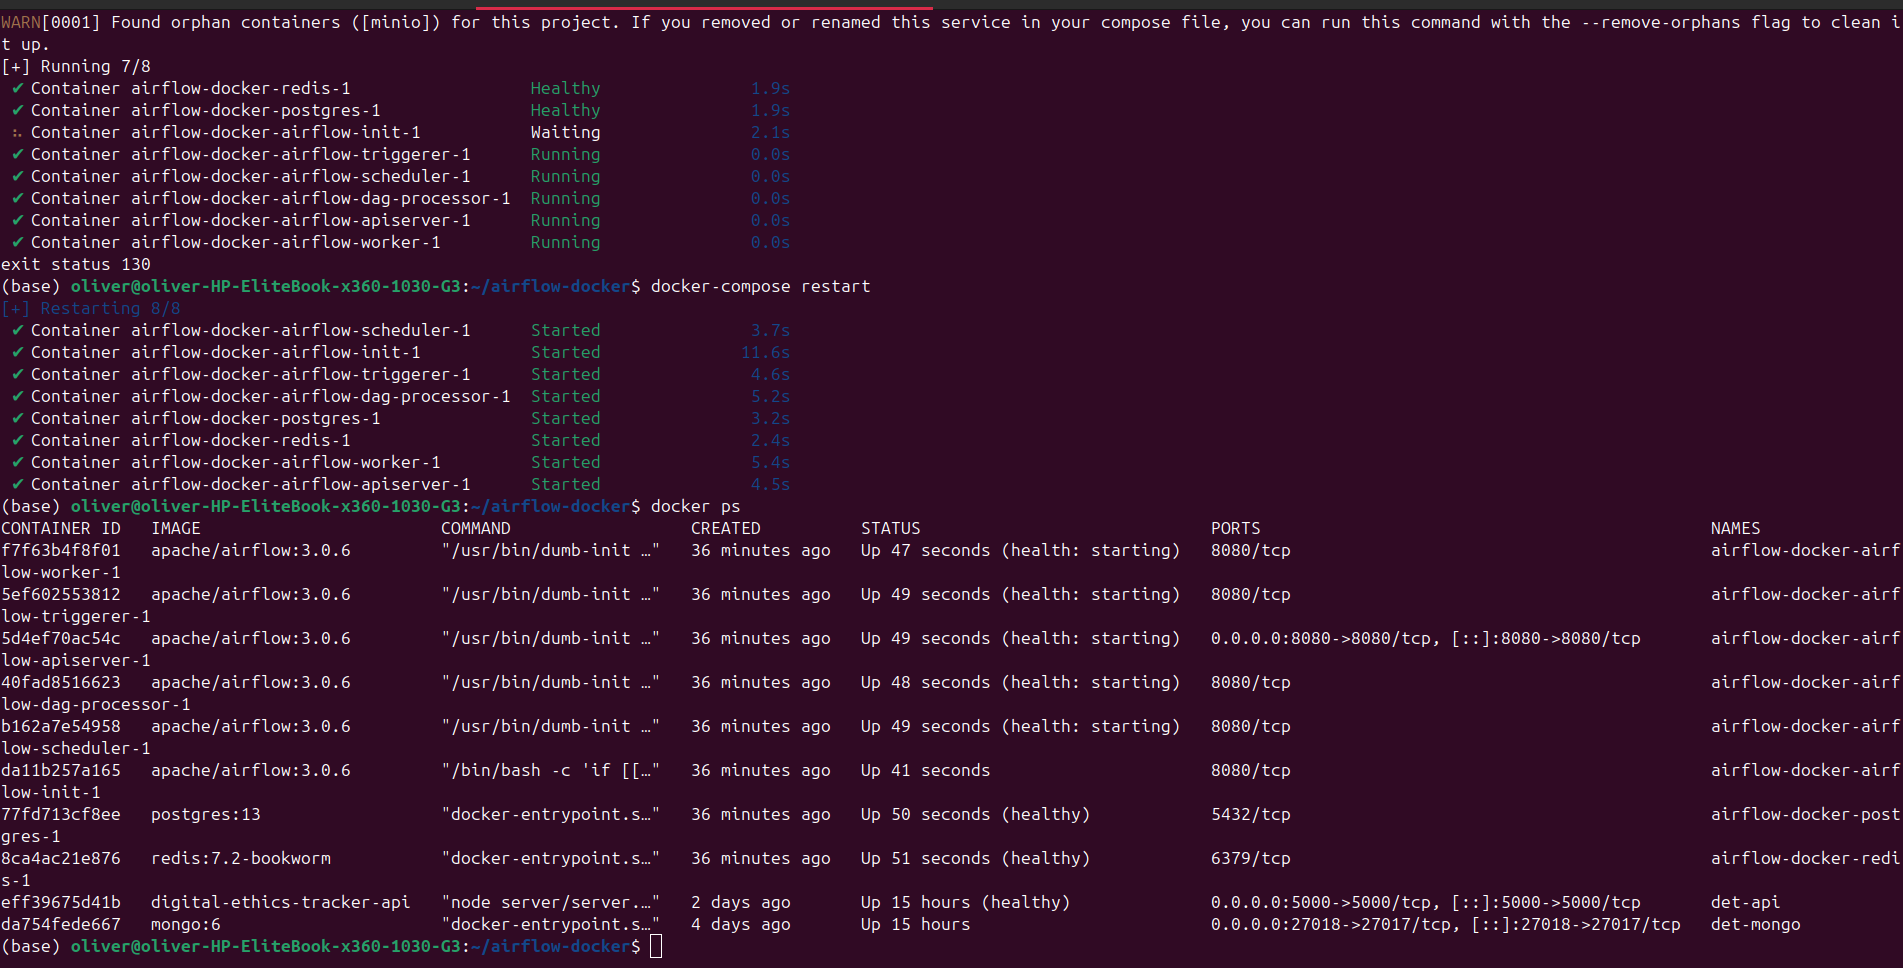 WARN[0001] Found orphan containers ([minio]) for this project. If you removed or renamed this service in your compose file, you can run this command with the --remove-orphans flag to clean i
t up.
[+] Running 7/8
✔ Container airflow-docker-redis-1 Healthy 1.9s
✔ Container airflow-docker-postgres-1 Healthy 1.9s
⠦ Container airflow-docker-airflow-init-1 Waiting 2.1s
✔ Container airflow-docker-airflow-triggerer-1 Running 0.0s
✔ Container airflow-docker-airflow-scheduler-1 Running 0.0s
✔ Container airflow-docker-airflow-dag-processor-1 Running 0.0s
✔ Container airflow-docker-airflow-apiserver-1 Running 0.0s
✔ Container airflow-docker-airflow-worker-1 Running 0.0s
exit status 130
(base) oliver@oliver-HP-EliteBook-x360-1030-G3:~/airflow-docker$ docker-compose restart
[+] Restarting 8/8
✔ Container airflow-docker-airflow-scheduler-1 Started 3.7s
✔ Container airflow-docker-airflow-init-1 Started 11.6s
✔ Container airflow-docker-airflow-triggerer-1 Started 4.6s
✔ Container airflow-docker-airflow-dag-processor-1 Started 5.2s
✔ Container airflow-docker-postgres-1 Started 3.2s
✔ Container airflow-docker-redis-1 Started 2.4s
✔ Container airflow-docker-airflow-worker-1 Started 5.4s
✔ Container airflow-docker-airflow-apiserver-1 Started 4.5s
(base) oliver@oliver-HP-EliteBook-x360-1030-G3:~/airflow-docker$ docker ps
CONTAINER ID IMAGE COMMAND CREATED STATUS PORTS NAMES
f7f63b4f8f01 apache/airflow:3.0.6 "/usr/bin/dumb-init …" 36 minutes ago Up 47 seconds (health: starting) 8080/tcp airflow-docker-airf
low-worker-1
5ef602553812 apache/airflow:3.0.6 "/usr/bin/dumb-init …" 36 minutes ago Up 49 seconds (health: starting) 8080/tcp airflow-docker-airf
low-triggerer-1
5d4ef70ac54c apache/airflow:3.0.6 "/usr/bin/dumb-init …" 36 minutes ago Up 49 seconds (health: starting) 0.0.0.0:8080->8080/tcp, [::]:8080->8080/tcp airflow-docker-airf
low-apiserver-1
40fad8516623 apache/airflow:3.0.6 "/usr/bin/dumb-init …" 36 minutes ago Up 48 seconds (health: starting) 8080/tcp airflow-docker-airf
low-dag-processor-1
b162a7e54958 apache/airflow:3.0.6 "/usr/bin/dumb-init …" 36 minutes ago Up 49 seconds (health: starting) 8080/tcp airflow-docker-airf
low-scheduler-1
da11b257a165 apache/airflow:3.0.6 "/bin/bash -c 'if [[…" 36 minutes ago Up 41 seconds 8080/tcp airflow-docker-airf
low-init-1
77fd713cf8ee postgres:13 "docker-entrypoint.s…" 36 minutes ago Up 50 seconds (healthy) 5432/tcp airflow-docker-post
gres-1
8ca4ac21e876 redis:7.2-bookworm "docker-entrypoint.s…" 36 minutes ago Up 51 seconds (healthy) 6379/tcp airflow-docker-redi
s-1
eff39675d41b digital-ethics-tracker-api "node server/server.…" 2 days ago Up 15 hours (healthy) 0.0.0.0:5000->5000/tcp, [::]:5000->5000/tcp det-api
da754fede667 mongo:6 "docker-entrypoint.s…" 4 days ago Up 15 hours 0.0.0.0:27018->27017/tcp, [::]:27018->27017/tcp det-mongo
(base) oliver@oliver-HP-EliteBook-x360-1030-G3:~/airflow-docker$